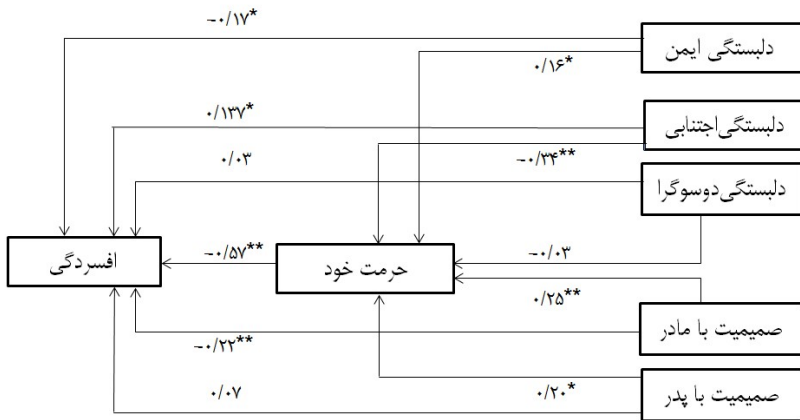 −۰/۱۷*
دلبستگی ایمن
۰/۱۶*
۰/۱۳۷*
دلبستگی‌اجتنابی
۰/۰۳
−۰/۳۴**
دلبستگی‌دوسوگرا
افسردگی
−۰/۵۷**
حرمت خود
−۰/۰۳
۰/۲۵**
صمیمیت با مادر
−۰/۲۲**
۰/۰۷
۰/۲۰*
صمیمیت با پدر